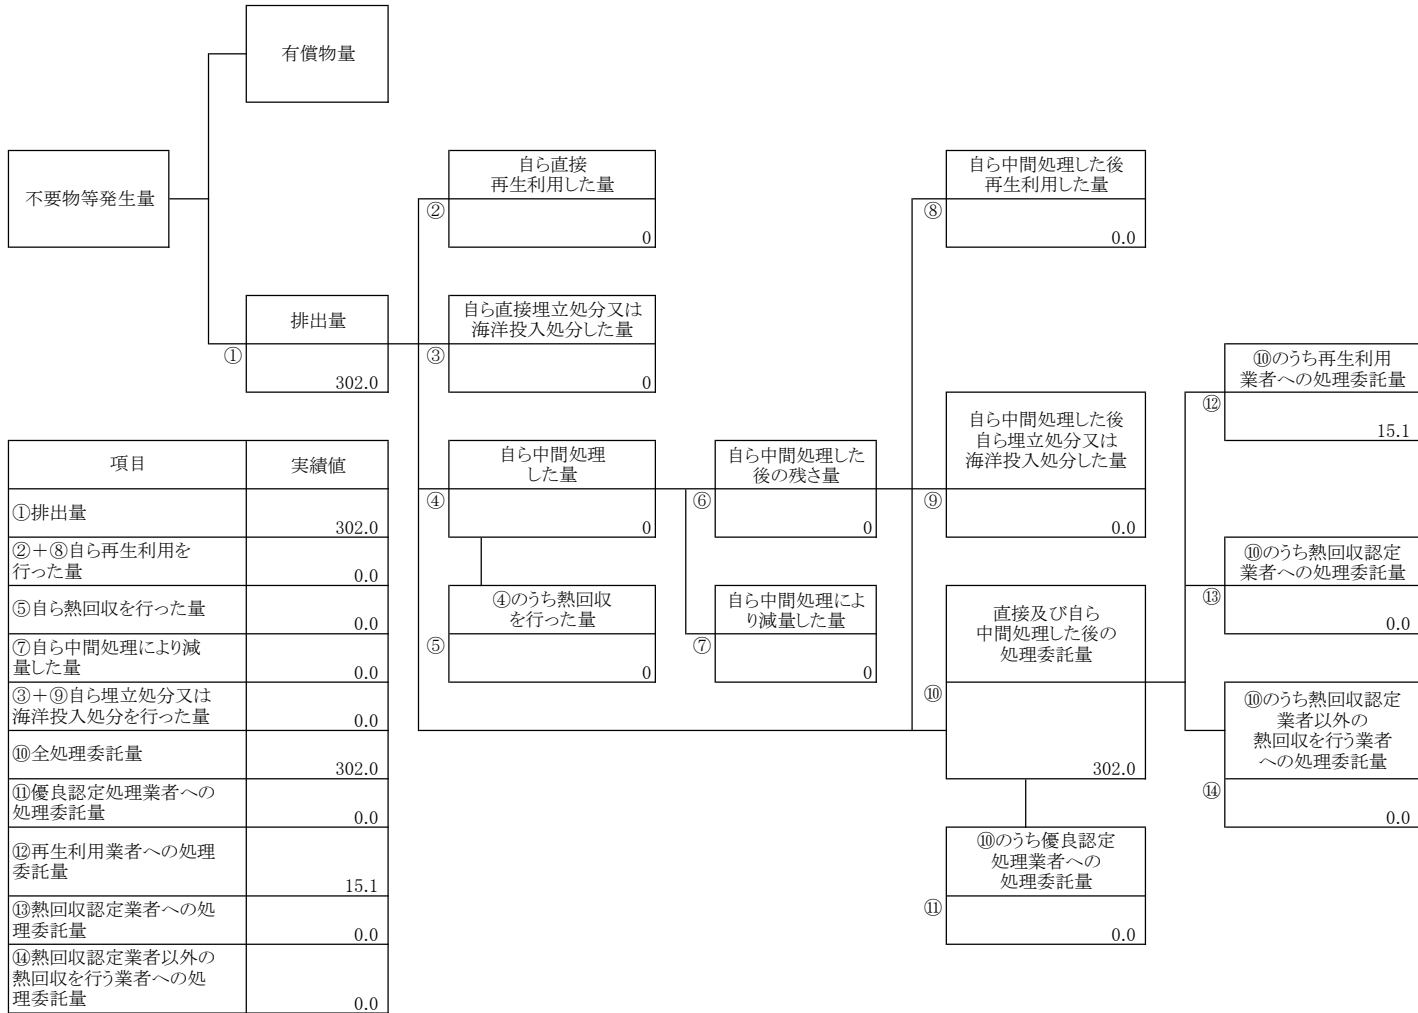 有償物量
不要物等発生量
自ら直接
再生利用した量
②
0
自ら中間処理した後
再生利用した量
⑧
0.0
排出量
①
302.0
自ら直接埋立処分又は
海洋投入処分した量
③
0
⑩のうち再生利用
業者への処理委託量
⑫
15.1
自ら中間処理
した量
④
0
自ら中間処理した
後の残さ量
⑥
0
自ら中間処理した後
自ら埋立処分又は
海洋投入処分した量
⑨
0.0
⑩のうち熱回収認定
業者への処理委託量
⑬
0.0
④のうち熱回収
を行った量
⑤
0
自ら中間処理によ
り減量した量
⑦
0
直接及び自ら
中間処理した後の
処理委託量
⑩
302.0
⑩のうち熱回収認定
業者以外の
熱回収を行う業者
への処理委託量
⑭
0.0
⑩のうち優良認定
処理業者への
処理委託量
⑪
0.0
項目 実績値
①排出量
302.0
②＋⑧自ら再生利用を
行った量 0.0
⑤自ら熱回収を行った量
0.0
⑦自ら中間処理により減
量した量 0.0
③＋⑨自ら埋立処分又は
海洋投入処分を行った量 0.0
⑩全処理委託量
302.0
⑪優良認定処理業者への
処理委託量 0.0
⑫再生利用業者への処理
委託量
15.1
⑬熱回収認定業者への処
理委託量 0.0
⑭熱回収認定業者以外の
熱回収を行う業者への処
理委託量 0.0